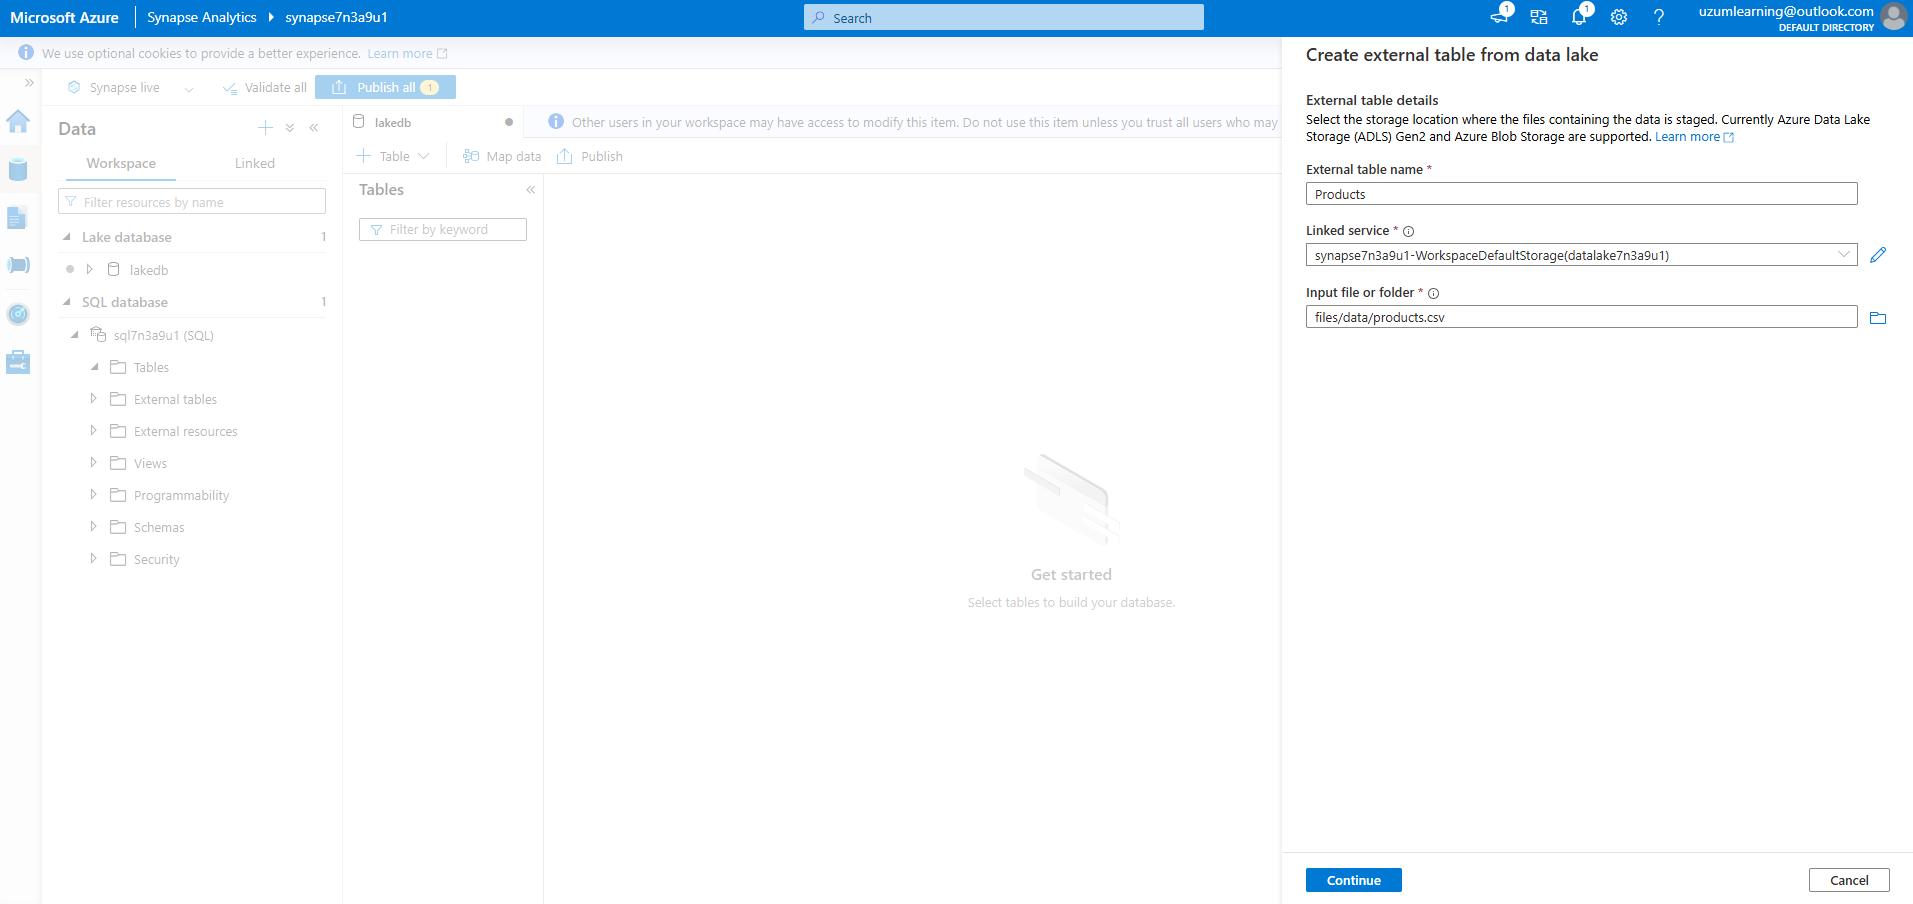 Microsoft Azure
Synapse Analytics
synapse7n3a9u1
Search
1
1
uzumlearning@outlook.com
DEFAULT DIRECTORY
We use optional cookies to provide a better experience. Learn more
Synapse live
Validate all
Publish all 1
Data
Workspace
Linked
Filter resources by name
Lake database 1
lakedb
SQL database 1
sql7n3a9u1 (SQL)
Tables
External tables
External resources
Views
Programmability
Schemas
Security
lakedb
Other users in your workspace may have access to modify this item. Do not use this item unless you trust all users who may
Table
Map data
Publish
Tables
Filter by keyword
Get started
Select tables to build your database.
Create external table from data lake
External table details
Select the storage location where the files containing the data is staged. Currently Azure Data Lake
Storage (ADLS) Gen2 and Azure Blob Storage are supported. Learn more
External table name *
Products
Linked service *
synapse7n3a9u1-WorkspaceDefaultStorage(datalake7n3a9u1)
Input file or folder *
files/data/products.csv
Continue
Cancel